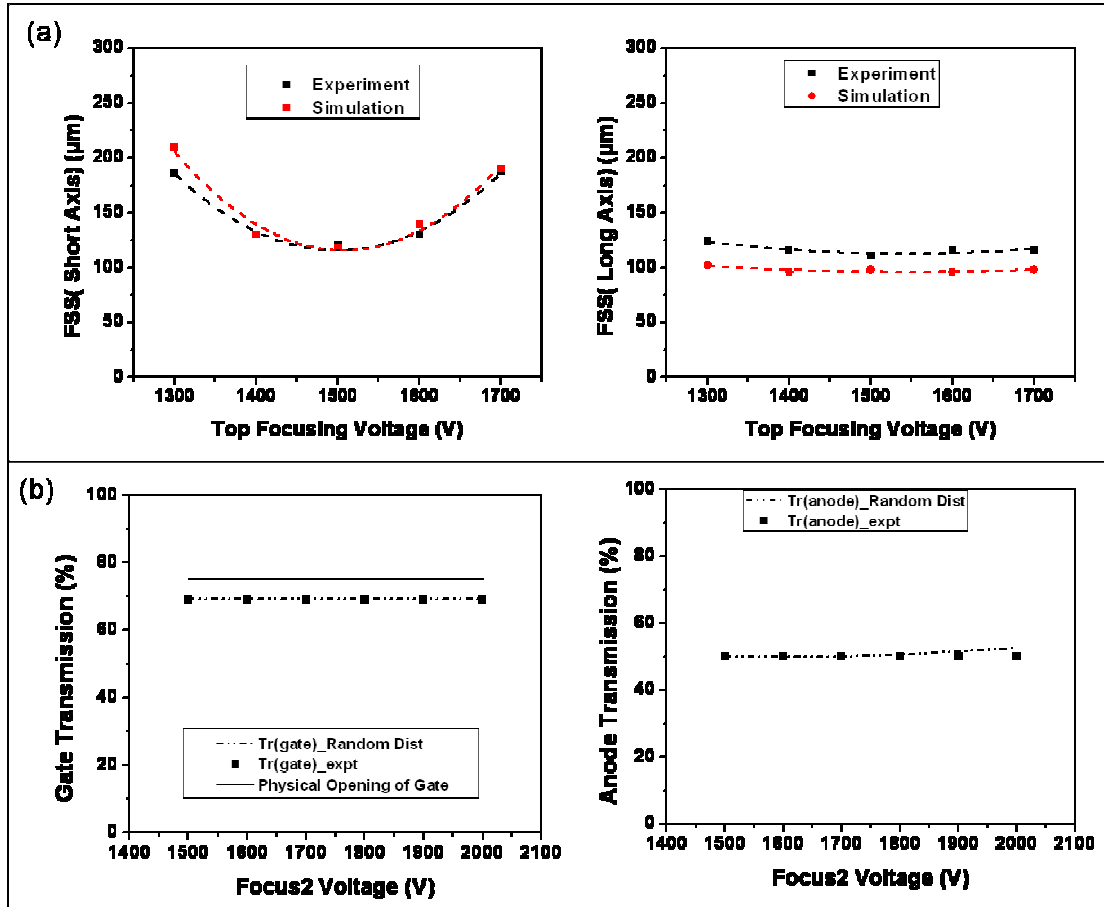 (a)
300
250
200
150
100
50
0
FSS( Short Axis) (µm)
Experiment
Simulation
1300 1400 1500 1600 1700
Top Focusing Voltage (V)
300
250
200
150
100
50
0
FSS( Long Axis) (µm)
Experiment
Simulation
1300 1400 1500 1600 1700
Top Focusing Voltage (V)
(b)
100
80
60
40
20
0
Gate Transmission (%)
Tr(gate)_Random Dist
Tr(gate)_expt
Physical Opening of Gate
1400 1500 1600 1700 1800 1900 2000 2100
Focus2 Voltage (V)
100
80
60
40
20
0
Anode Transmission (%)
Tr(anode)_Random Dist
Tr(anode)_expt
1400 1500 1600 1700 1800 1900 2000 2100
Focus2 Voltage (V)